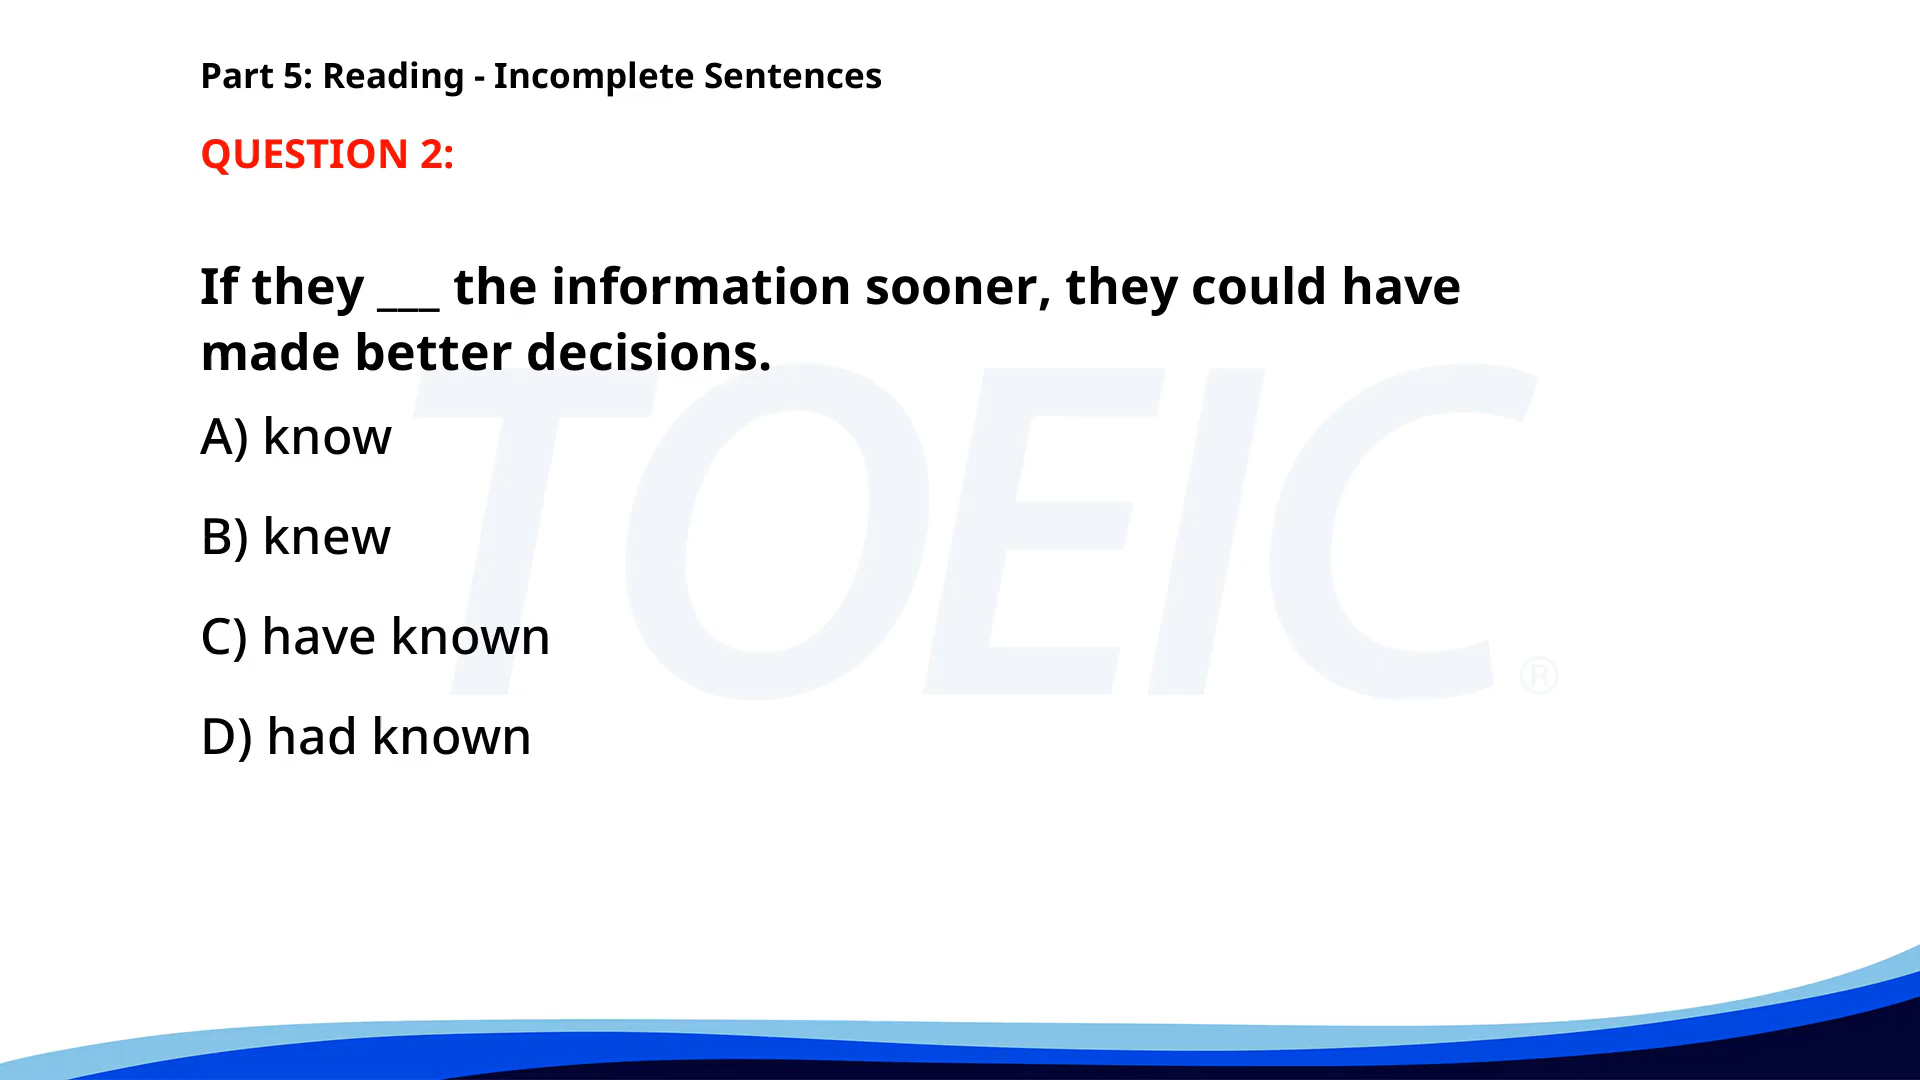 Part 5: Reading - Incomplete Sentences
QUESTION 2:
If they ___ the information sooner, they could have
made better decisions.
A) know
B) knew
C) have known
D) had known
TOEIC ®